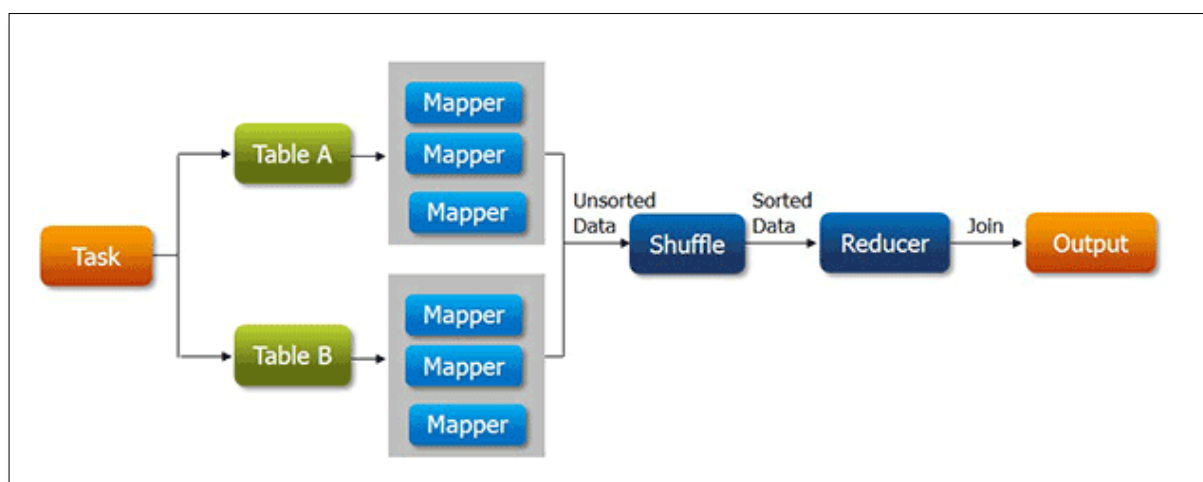 Task
Table A
Mapper
Mapper
Mapper
Table B
Mapper
Mapper
Mapper
Unsorted
Data
Shuffle
Sorted
Data
Reducer
Join
Output